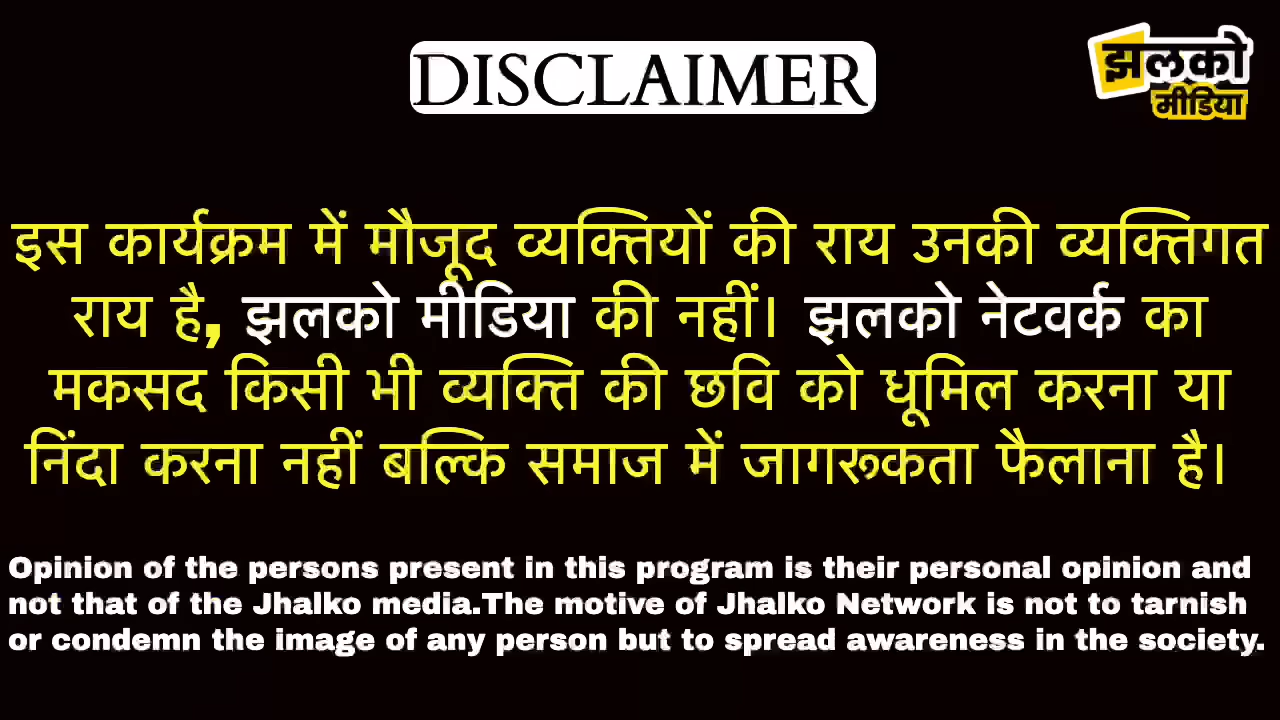 DISCLAIMER
झलको
मीडिया
इस कार्यक्रम में मौजूद व्यक्तियों की राय उनकी व्यक्तिगत
राय है, झलको मीडिया की नहीं। झलको नेटवर्क का
मकसद किसी भी व्यक्ति की छवि को धूमिल करना या
निंदा करना नहीं बल्कि समाज में जागरूकता फैलाना है।
Opinion of the persons present in this program is their personal opinion and
not that of the Jhalko media.The motive of Jhalko Network is not to tarnish
or condemn the image of any person but to spread awareness in the society.